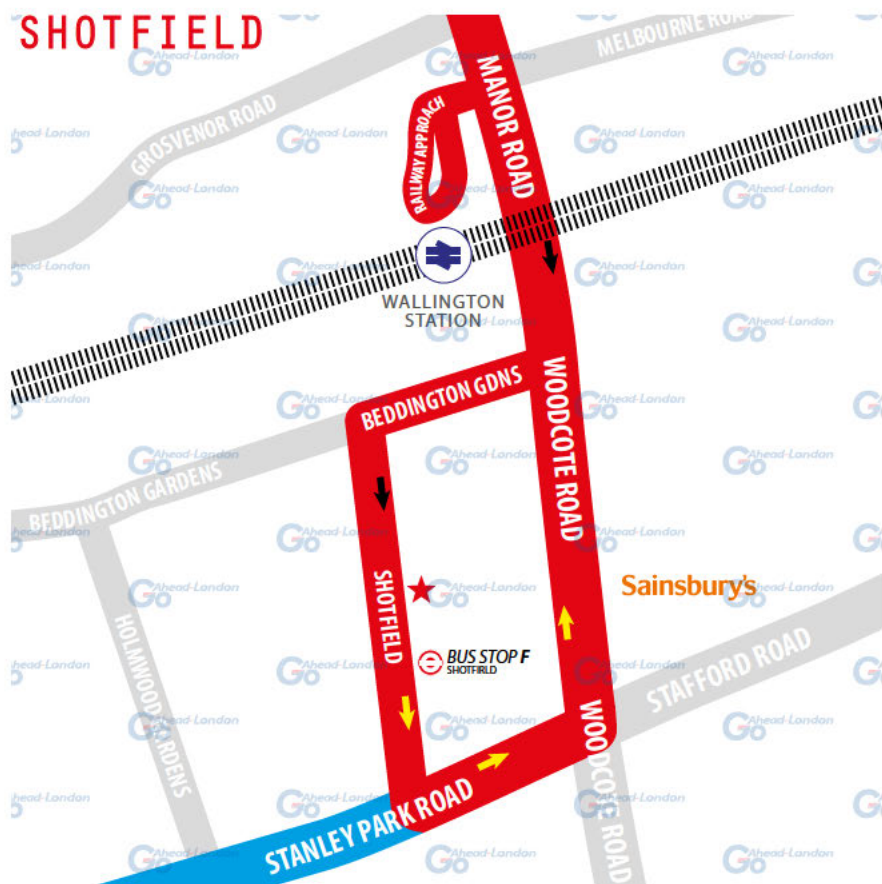 SHOTFIELD
MELBOURNE ROAD
MANOR ROAD
GROSVENOR ROAD
RAILWAY APPROACH
WALLINGTON
STATION
BEDDINGTON GDNS
WOODCOTE ROAD
BEDDINGTON GARDENS
SHOTFIELD
Sainsbury's
HOLMWOOD GARDENS
BUS STOP F
SHOTFIRLD
STAFFORD ROAD
WOODCOTE ROAD
STANLEY PARK ROAD
Go Ahead-London